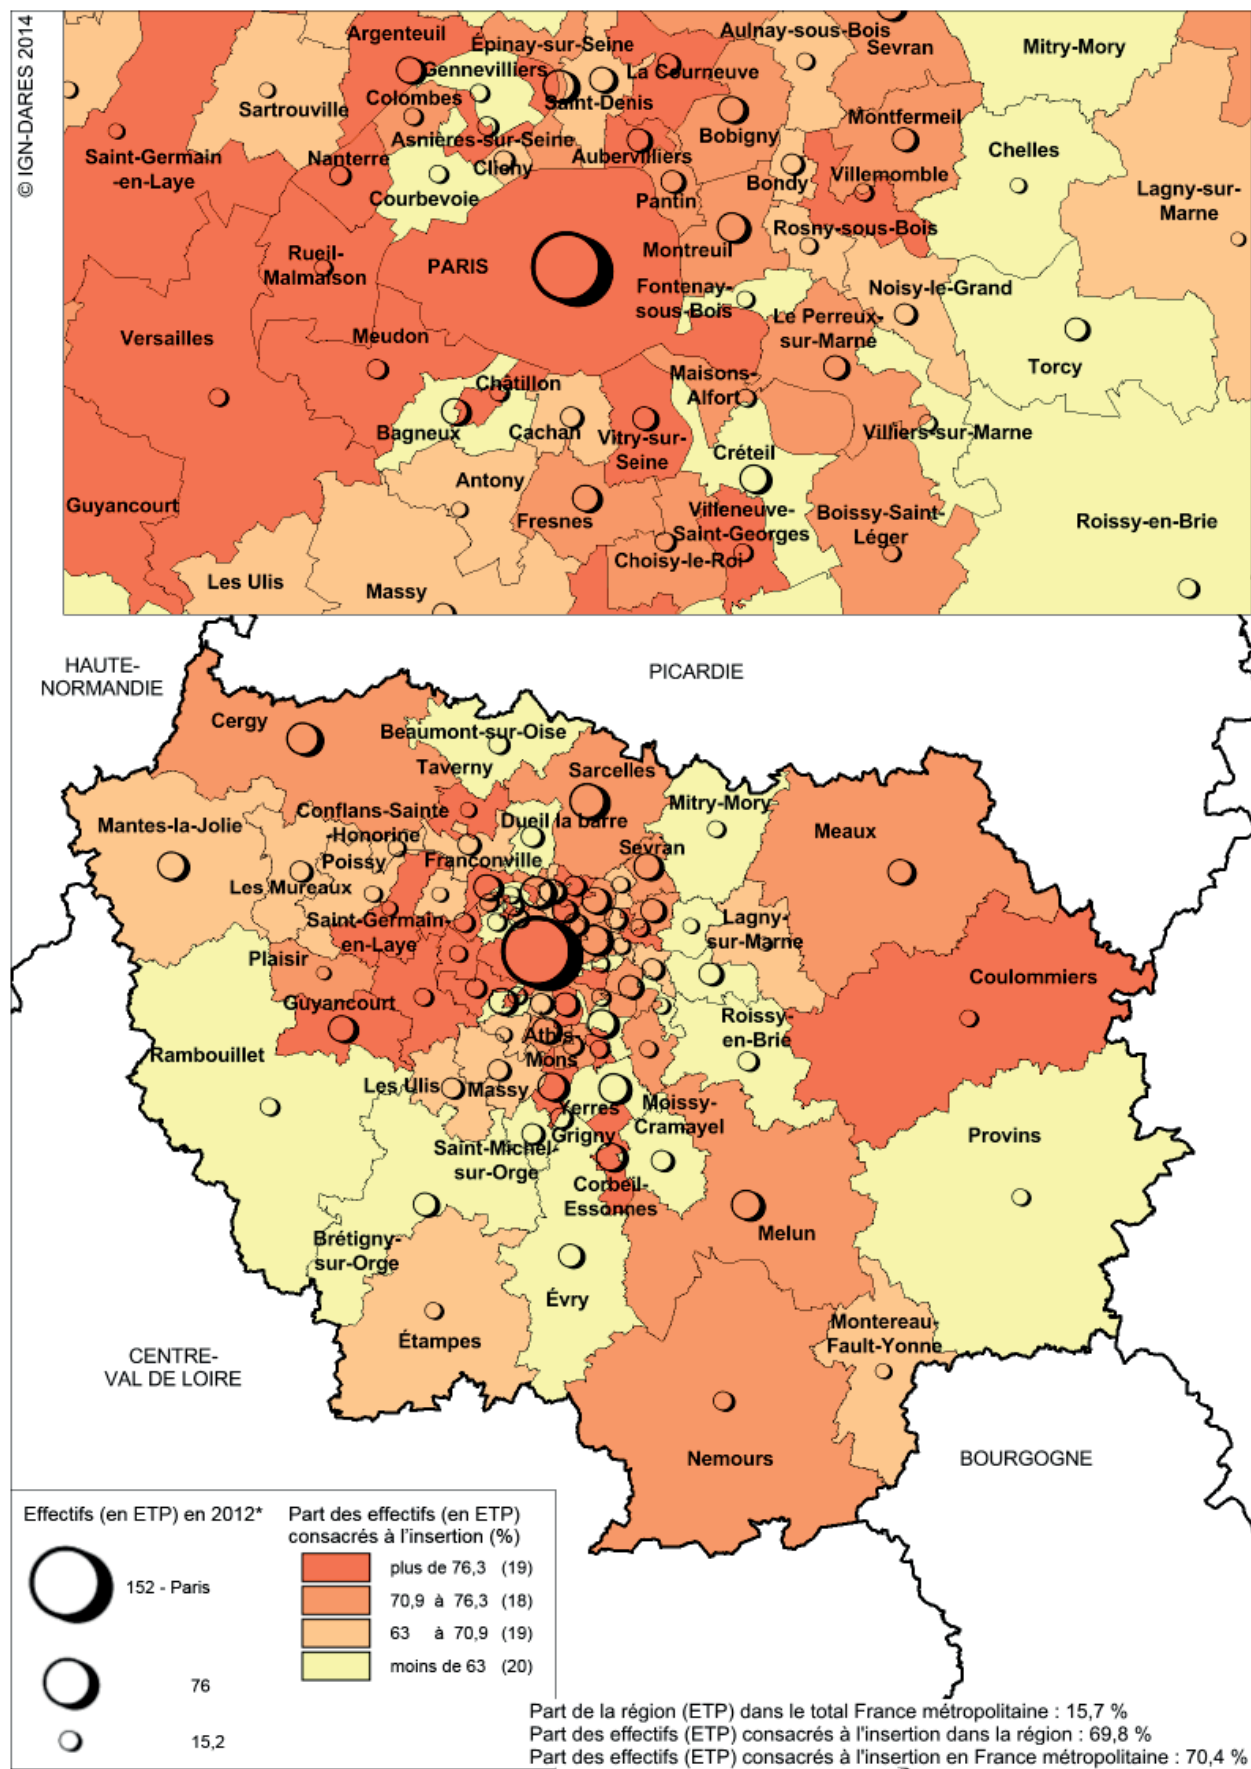 © IGN-DARES 2014
Argenteuil
Épinay-sur-Seine
Aulnay-sous-Bois
Sevran
Mitry-Mory
Gennevilliers
La Courneuve
Sartrouville
Colombes
Saint-Denis
Bobigny
Montfermeil
Asnières-sur-Seine
Saint-Germain
-en-Laye
Nanterre
Clichy
Aubervilliers
Chelles
Courbevoie
Pantin
Bondy
Villemomble
Lagny-sur-
Marne
Rosny-sous-Bois
Rueil-
Malmaison
PARIS
Montreuil
Fontenay-
sous-Bois
Noisy-le-Grand
Le Perreux-
sur-Marne
Versailles
Meudon
Torcy
Châtillon
Maisons-
Alfort
Bagneux
Cachan
Vitry-sur-
Seine
Villiers-sur-Marne
Créteil
Antony
Guyancourt
Fresnes
Villeneuve-
Saint-Georges
Boissy-Saint-
Léger
Roissy-en-Brie
Choisy-le-Roi
Les Ulis
Massy
HAUTE-
NORMANDIE
PICARDIE
Cergy
Beaumont-sur-Oise
Taverny
Sarcelles
Mitry-Mory
Conflans-Sainte
-Honorine
Dueil la barre
Mantes-la-Jolie
Meaux
Poissy
Franconville
Sevran
Les Mureaux
Saint-Germain-
en-Laye
Lagny-
sur-Marne
Plaisir
Coulommiers
Guyancourt
Roissy-
en-Brie
Athis-
Mons
Rambouillet
Les Ulis
Massy
Yerres
Moissy-
Cramayel
Grigny
Provins
Saint-Michel-
sur-Orge
Corbeil-
Essonnes
Melun
Brétigny-
sur-Orge
Évry
Étampes
Montereau-
Fault-Yonne
CENTRE-
VAL DE LOIRE
Nemours
BOURGOGNE
Effectifs (en ETP) en 2012*
152 - Paris
76
15,2
Part des effectifs (en ETP)
consacrés à l'insertion (%)
plus de 76,3 (19)
70,9 à 76,3 (18)
63 à 70,9 (19)
moins de 63 (20)
Part de la région (ETP) dans le total France métropolitaine : 15,7 %
Part des effectifs (ETP) consacrés à l'insertion dans la région : 69,8 %
Part des effectifs (ETP) consacrés à l'insertion en France métropolitaine : 70,4 %